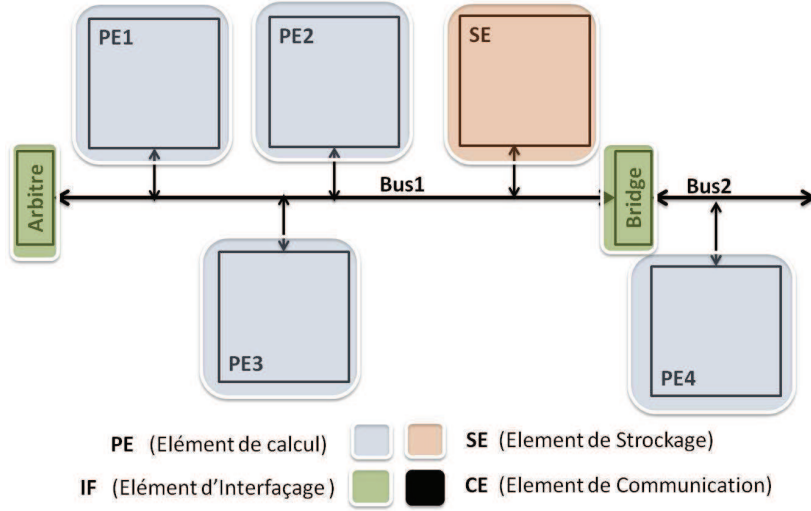 PE1
PE2
SE
Arbitre
Bus1
Bridge
Bus2
PE3
PE4
PE (Elément de calcul)
SE (Element de Strockage)
IF (Elément d'Interfaçage)
CE (Element de Communication)